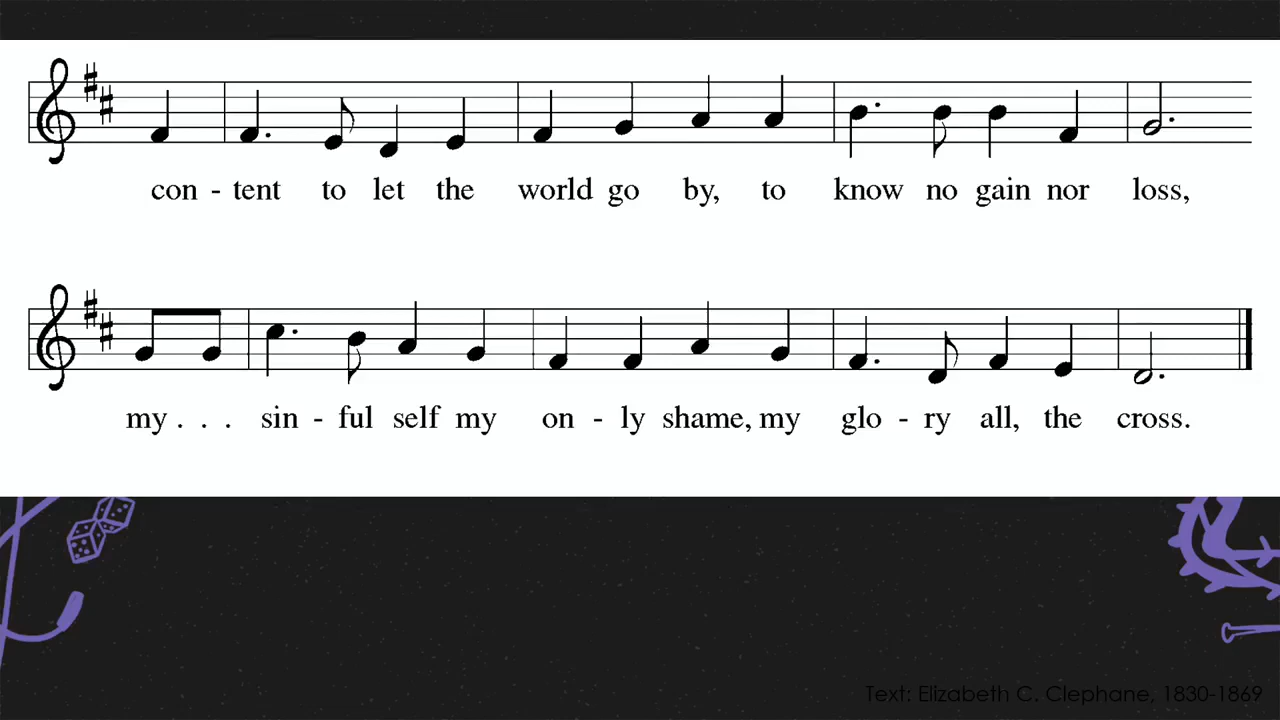 con - tent to let the world go by, to know no gain nor loss,
my . . . sin - ful self my on - ly shame, my glo - ry all, the cross.
Text: Elizabeth C. Clephane, 1830-1869